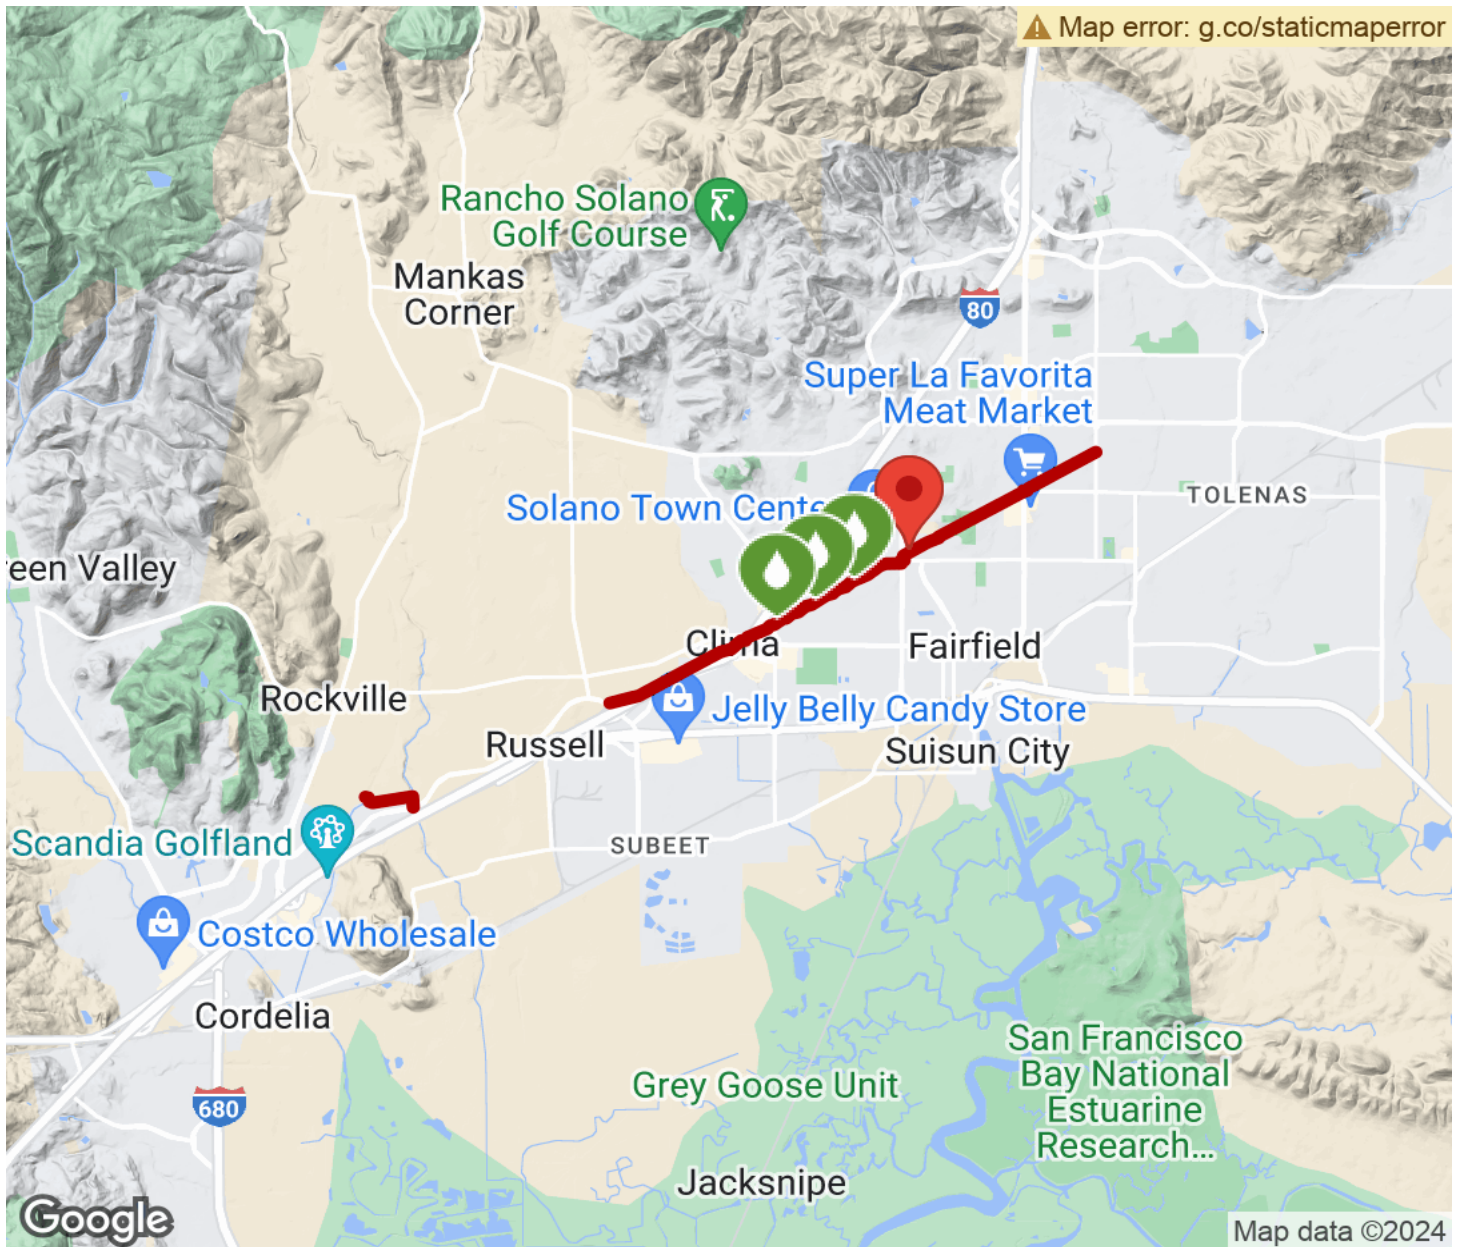 Map error: g.co/staticmaperror
Rancho Solano
Golf Course
Mankas
Corner
80
Super La Favorita
Meat Market
TOLENAS
Solano Town Cente
een Valley
Clima
Fairfield
Rockville
Jelly Belly Candy Store
Russell
Suisun City
Scandia Golfland
SUBEET
Costco Wholesale
Cordelia
San Francisco
Bay National
Estuarine
Research...
Grey Goose Unit
680
Jacksnipe
Google
Map data ©2024